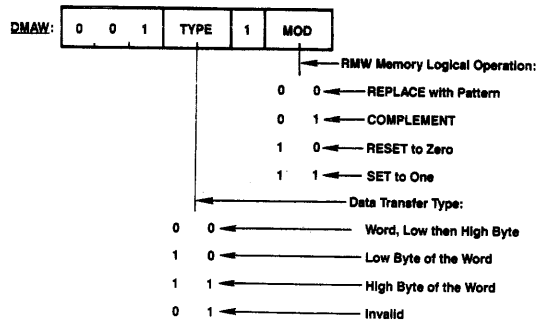 DMAW: 0 0 1 TYPE 1 MOD
RMW Memory Logical Operation:
0 0 REPLACE with Pattern
0 1 COMPLEMENT
1 0 RESET to Zero
1 1 SET to One
Data Transfer Type:
0 0 Word, Low then High Byte
1 0 Low Byte of the Word
1 1 High Byte of the Word
0 1 Invalid